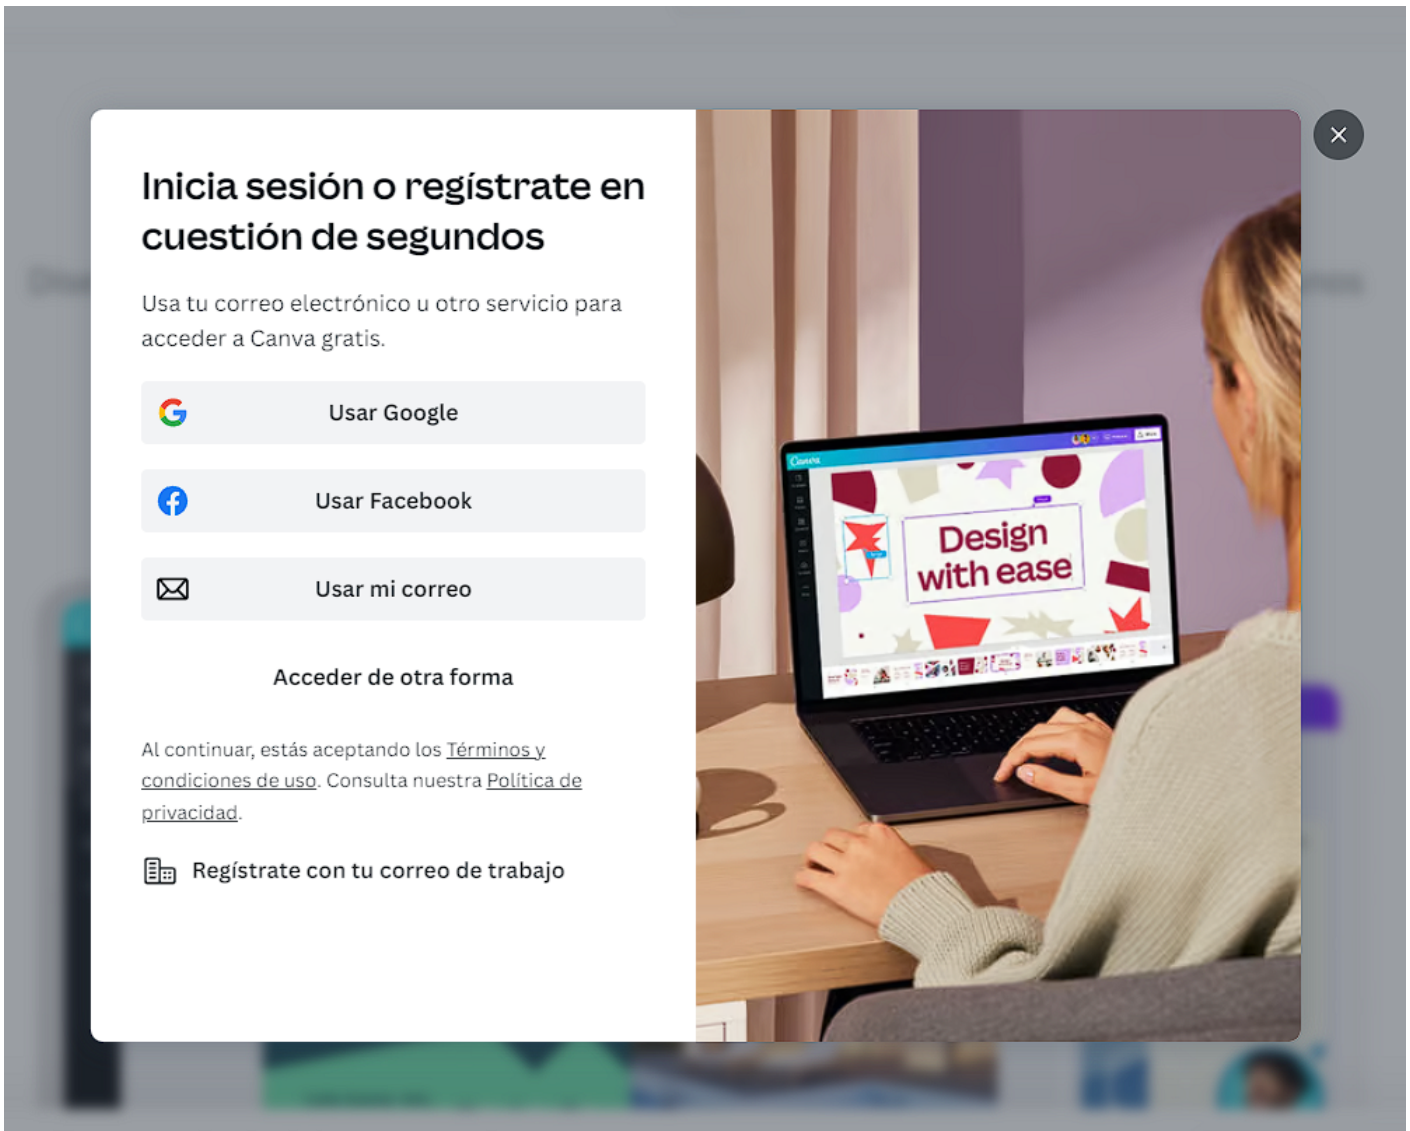 Inicia sesión o regístrate en
cuestión de segundos
Usa tu correo electrónico u otro servicio para
acceder a Canva gratis.
Usar Google
Usar Facebook
Usar mi correo
Acceder de otra forma
Al continuar, estás aceptando los Términos y
condiciones de uso. Consulta nuestra Política de
privacidad.
Regístrate con tu correo de trabajo
Canva
Design
with ease